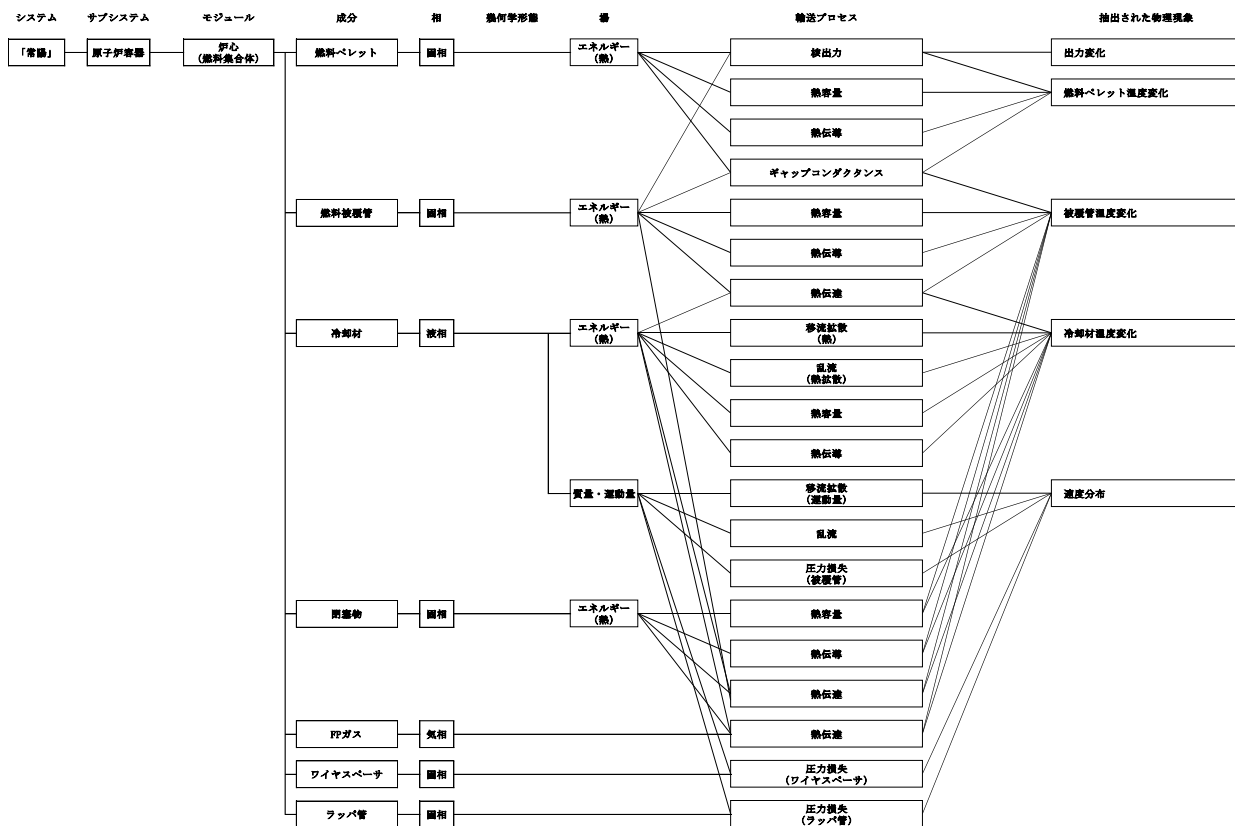 システム サブシステム モジュール 成分 相 幾何学形態 場 輸送プロセス 抽出された物理現象
「常陽」 原子炉容器 炉心 燃料ペレット 固相 エネルギー 核出力 出力変化
(燃料集合体) (熱)
熱容量 燃料ペレット温度変化
熱伝導
ギャップコンダクタンス
燃料被覆管 固相 エネルギー 熱容量 被覆管温度変化
(熱)
熱伝導
熱伝達
冷却材 液相 エネルギー 移流拡散 冷却材温度変化
(熱) (熱)
乱流
(熱拡散)
熱容量
熱伝導
質量・運動量 移流拡散 速度分布
(運動量)
乱流
圧力損失
(被覆管)
閉塞物 固相 エネルギー 熱容量
(熱)
熱伝導
熱伝達
FPガス 気相 熱伝達
ワイヤスペーサ 固相 圧力損失
(ワイヤスペーサ)
ラッパ管 固相 圧力損失
(ラッパ管)